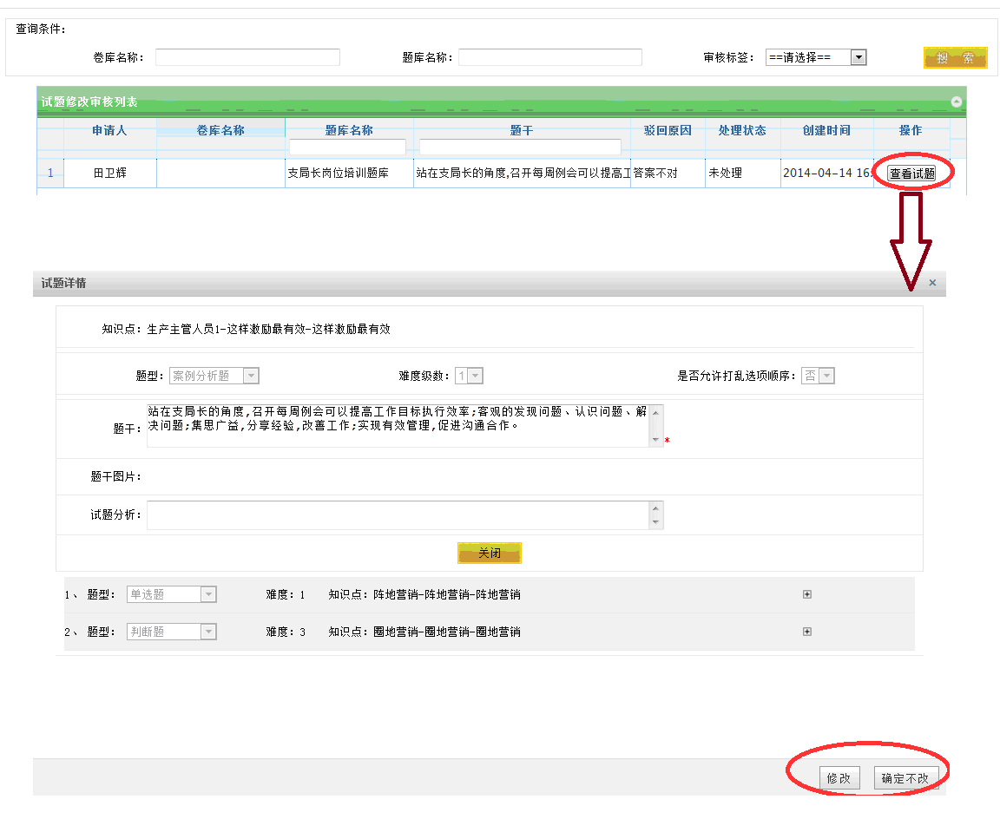 查询条件：
卷库名称： 题库名称： 审核标签： ==请选择== 搜 索
试题修改审核列表
申请人 卷库名称 题库名称 题干 驳回原因 处理状态 创建时间 操作
1 田卫辉 支局长岗位培训题库 站在支局长的角度,召开每周例会可以提高工 答案不对 未处理 2014-04-14 16: 查看试题
试题详情 ×
知识点：生产主管人员1-这样激励最有效-这样激励最有效
题型： 案例分析题 难度级数： 1 是否允许打乱选项顺序： 否
站在支局长的角度,召开每周例会可以提高工作目标执行效率;客观的发现问题、认识问题、解
题干： 决问题;集思广益,分享经验,改善工作;实现有效管理,促进沟通合作。 *
题干图片：
试题分析：
关闭
1、 题型： 单选题 难度：1 知识点：阵地营销-阵地营销-阵地营销
2、 题型： 判断题 难度：3 知识点：圈地营销-圈地营销-圈地营销
修改 确定不改